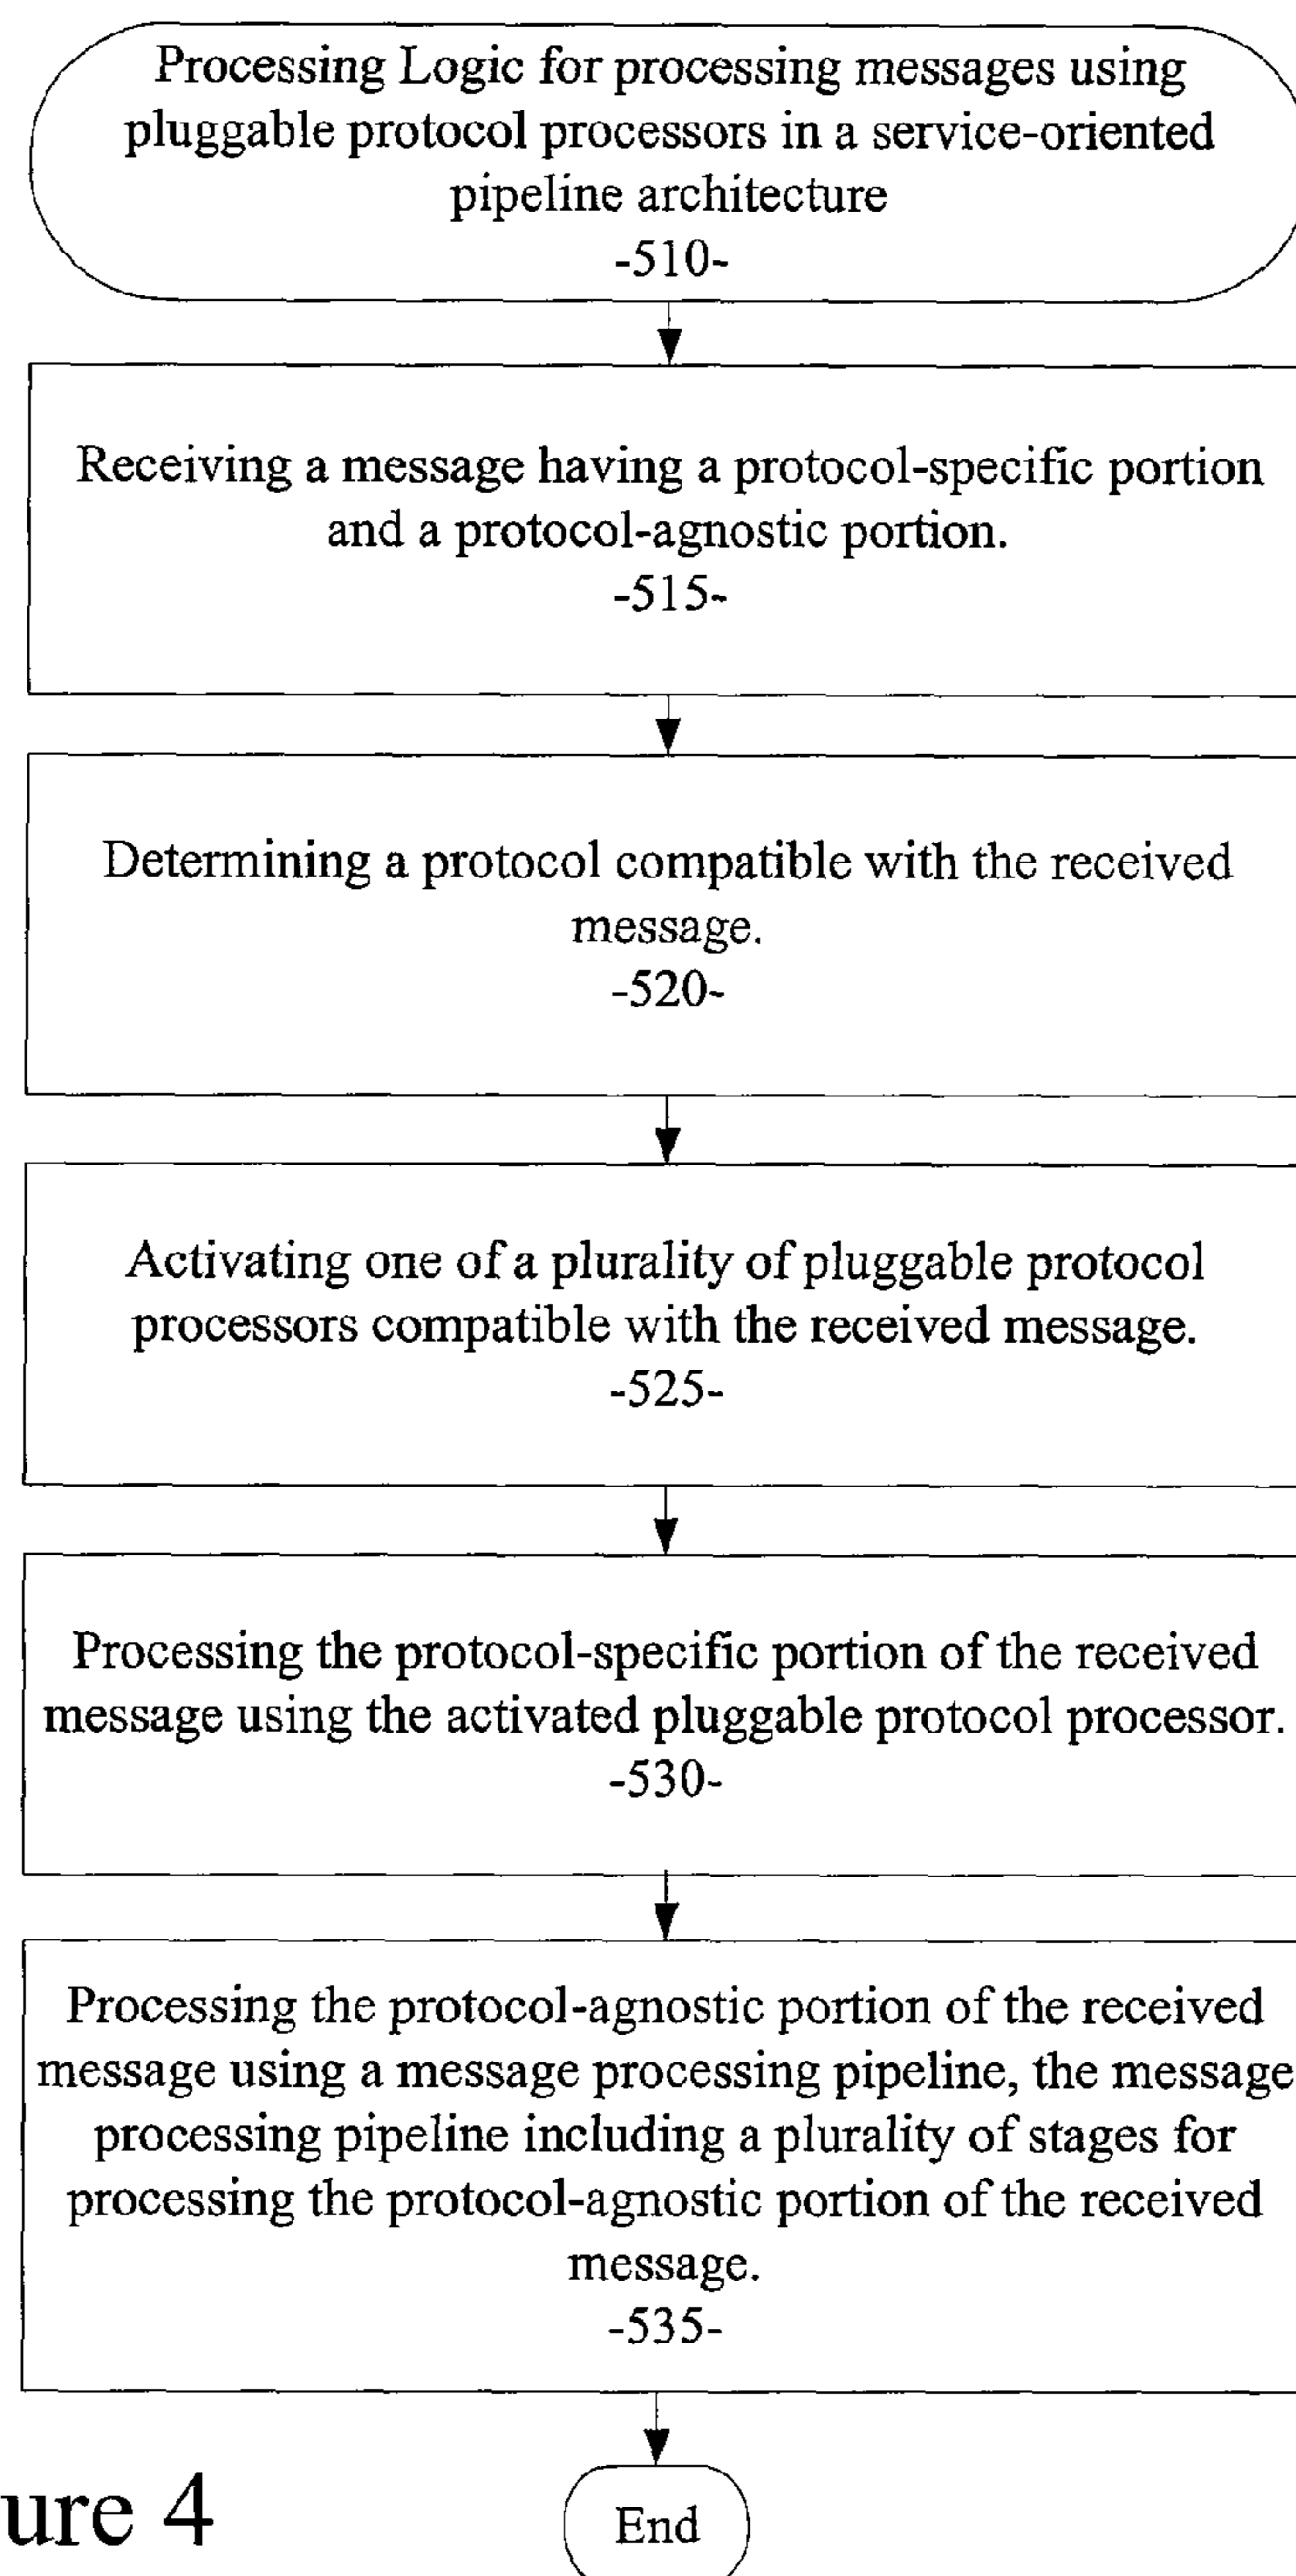 Processing Logic for processing messages using
pluggable protocol processors in a service-oriented
pipeline architecture
-510-
Receiving a message having a protocol-specific portion
and a protocol-agnostic portion.
-515-
Determining a protocol compatible with the received
message.
-520-
Activating one of a plurality of pluggable protocol
processors compatible with the received message.
-525-
Processing the protocol-specific portion of the received
message using the activated pluggable protocol processor.
-530-
Processing the protocol-agnostic portion of the received
message using a message processing pipeline, the message
processing pipeline including a plurality of stages for
processing the protocol-agnostic portion of the received
message.
-535-
End
ure 4